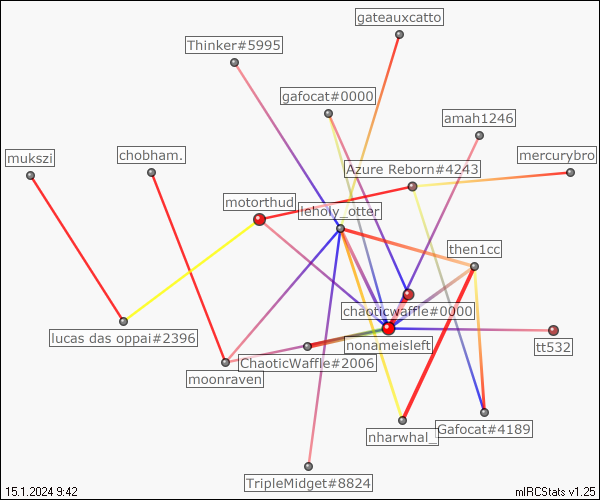 gateauxcatto
Thinker#5995
gafocat#0000
amah1246
mukszi
chobham.
mercurybro
Azure Reborn#4243
motorthud
leholy_otter
then1cc
chaoticwaffle#0000
lucas das oppai#2396
nonameisleft
tt532
ChaoticWaffle#2006
moonraven
nharwhal_
Gafocat#4189
TripleMidget#8824
15.1.2024 9:42
mIRCStats v1.25